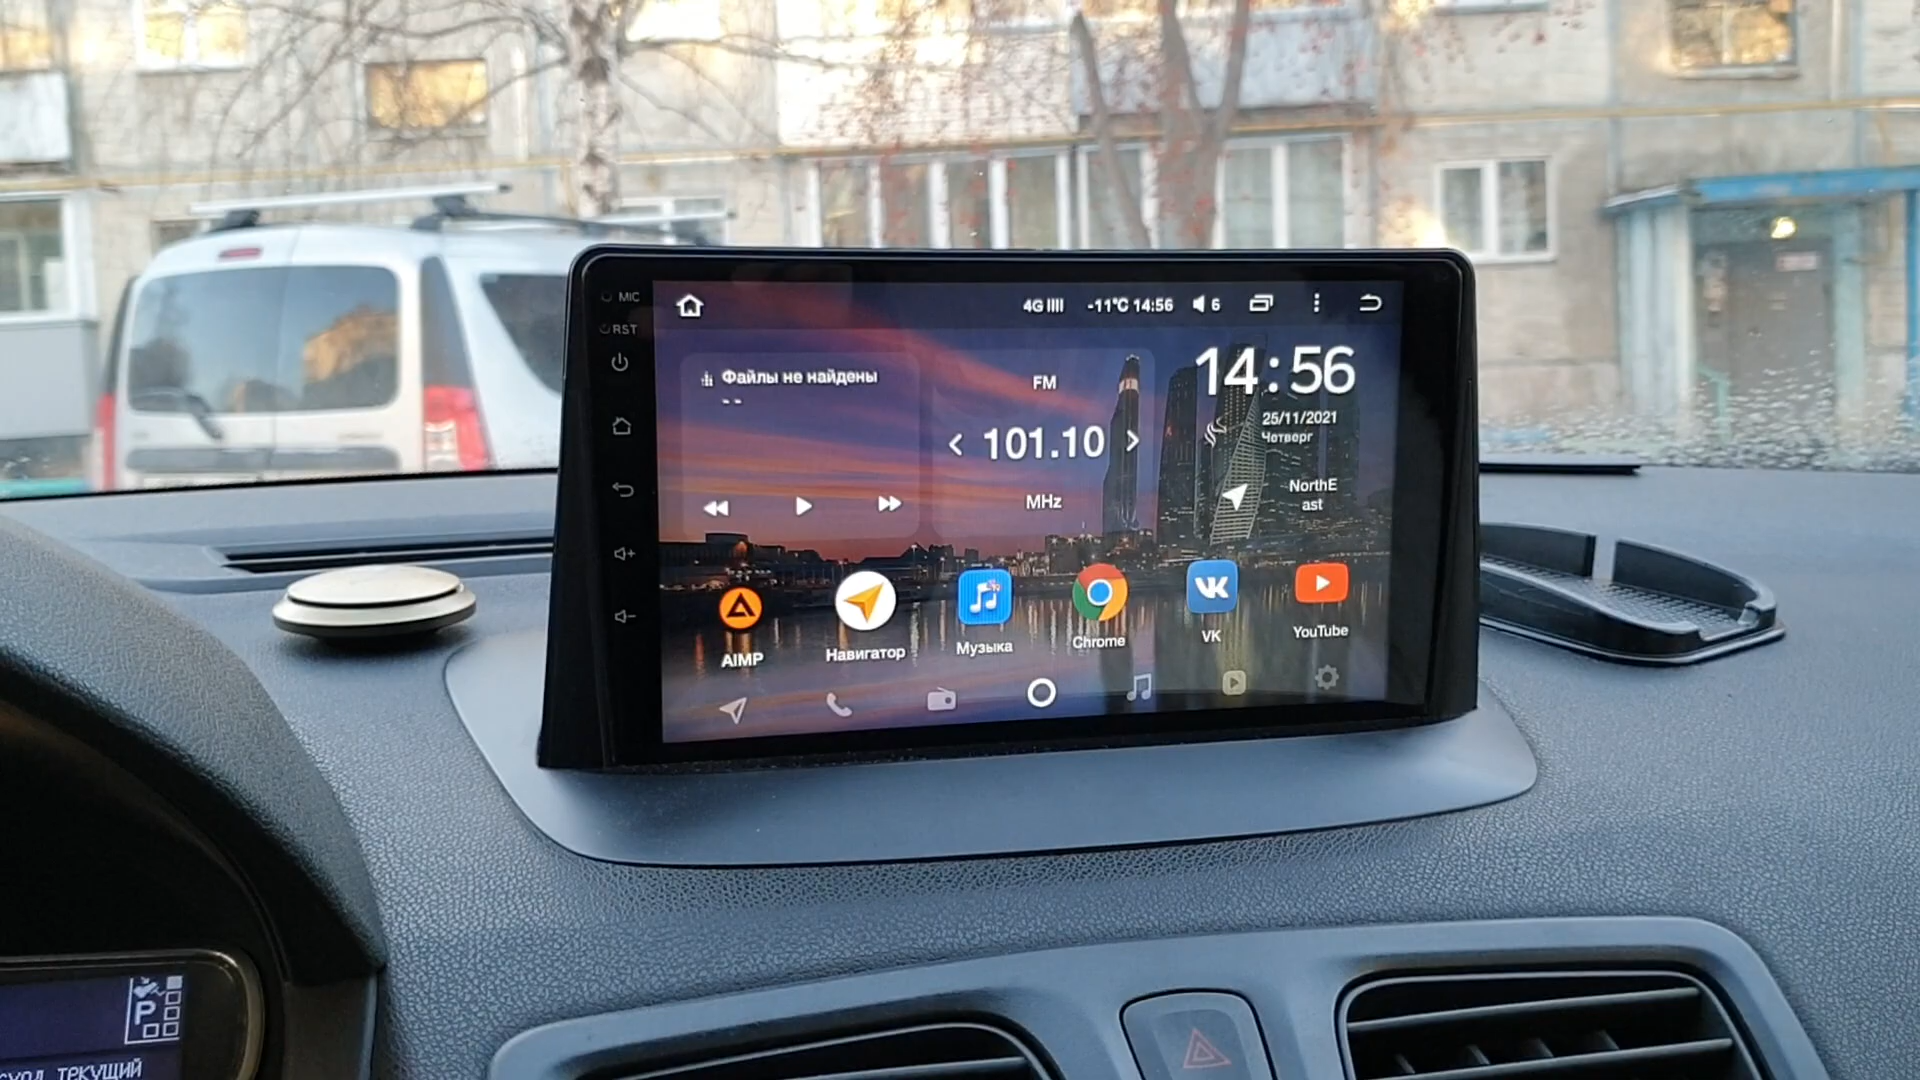 MIC
RST
4G
-11°C 14:56
6
Файлы не найдены
- -
FM
101.10
MHz
14:56
25/11/2021
Четверг
NorthE
ast
AIMP
Навигатор
Музыка
Chrome
VK
YouTube
P
текущий